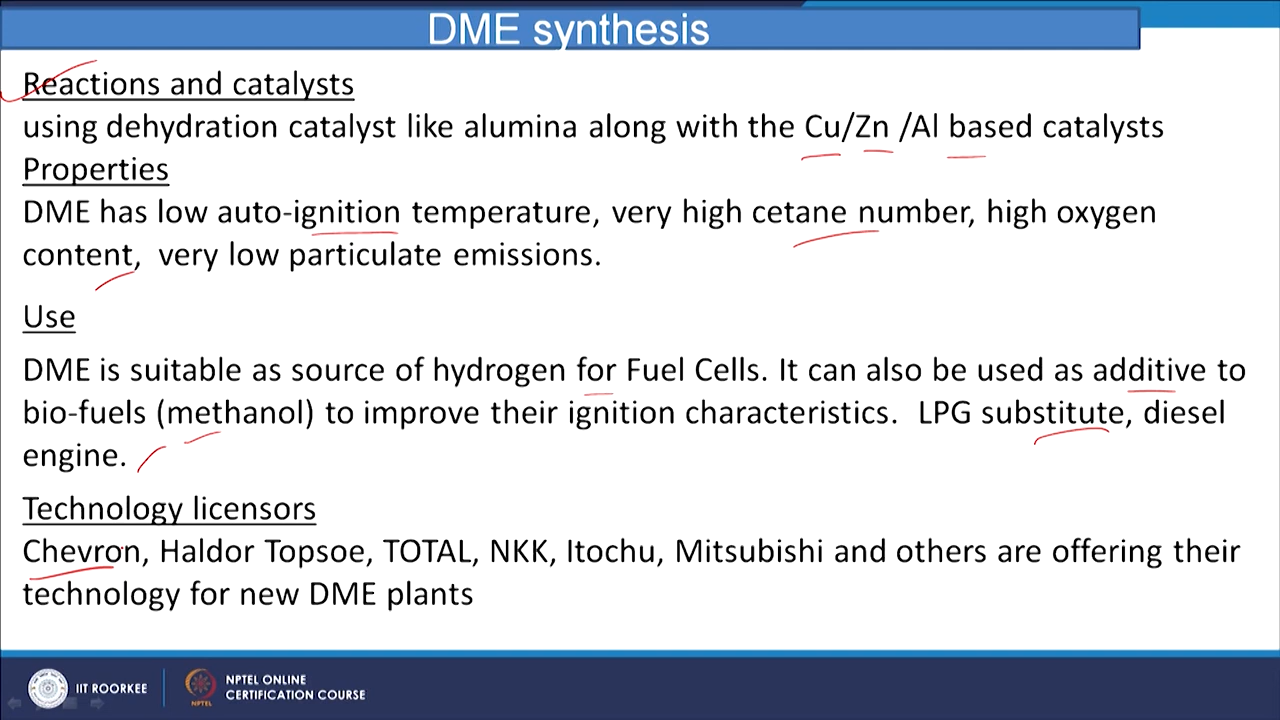 DME synthesis
Reactions and catalysts
using dehydration catalyst like alumina along with the Cu/Zn /Al based catalysts
Properties
DME has low auto-ignition temperature, very high cetane number, high oxygen
content, very low particulate emissions.
Use
DME is suitable as source of hydrogen for Fuel Cells. It can also be used as additive to
bio-fuels (methanol) to improve their ignition characteristics. LPG substitute, diesel
engine.
Technology licensors
Chevron, Haldor Topsoe, TOTAL, NKK, Itochu, Mitsubishi and others are offering their
technology for new DME plants
IIT ROORKEE
NPTEL
NPTEL ONLINE
CERTIFICATION COURSE